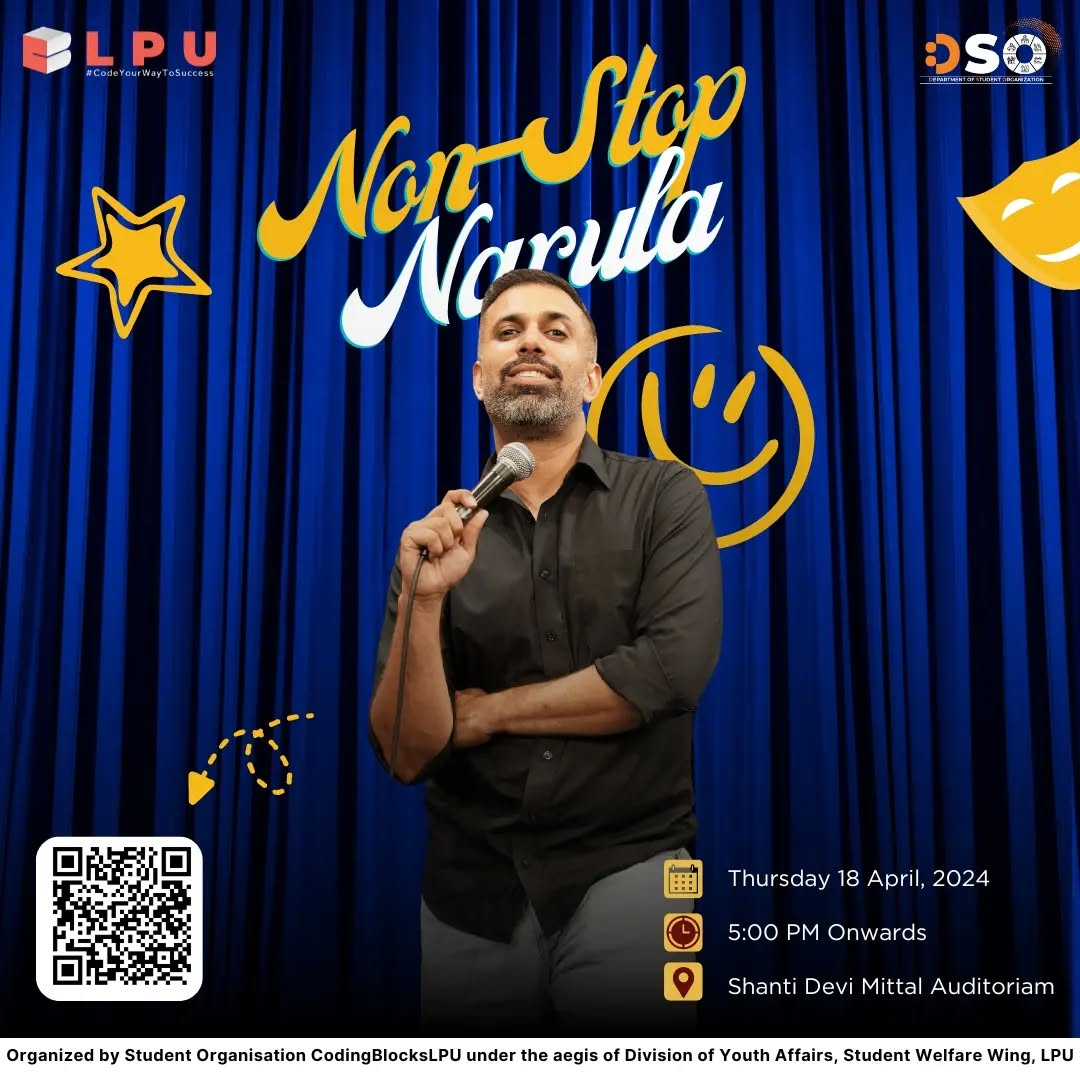 LPU
#CodeYourWayToSuccess
DSO
DEPARTMENT OF STUDENT ORGANIZATION
Non-Stop
Narula
Thursday 18 April, 2024
5:00 PM Onwards
Shanti Devi Mittal Auditoriam
Organized by Student Organisation CodingBlocksLPU under the aegis of Division of Youth Affairs, Student Welfare Wing, LPU